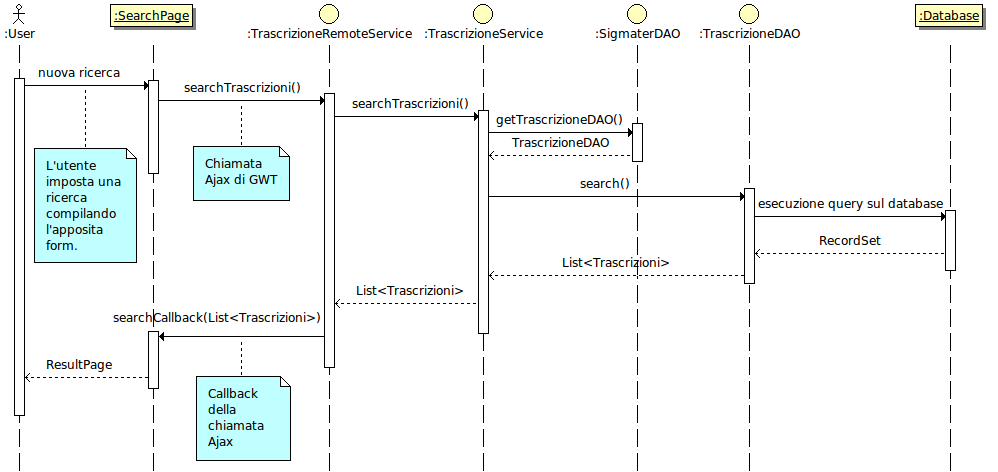 :User
:SearchPage
:TrascrizioneRemoteService
:TrascrizioneService
:SigmaterDAO
:TrascrizioneDAO
:Database
nuova ricerca
searchTrascrizioni()
searchTrascrizioni()
getTrascrizioneDAO()
TrascrizioneDAO
L'utente
imposta una
ricerca
compilando
l'apposita
form.
Chiamata
Ajax di GWT
search()
esecuzione query sul database
RecordSet
List<Trascrizioni>
List<Trascrizioni>
searchCallback(List<Trascrizioni>)
ResultPage
Callback
della
chiamata
Ajax